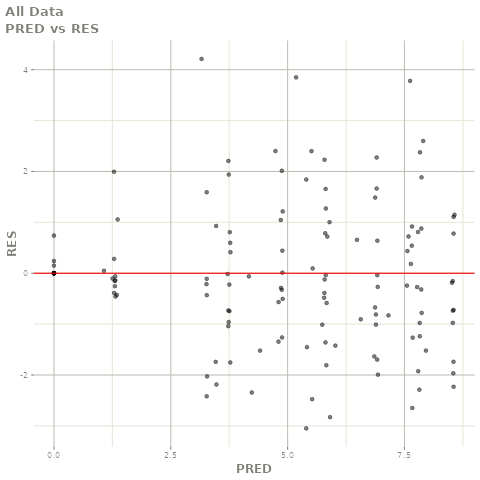 All Data
PRED vs RES
RES
4
2
0
-2
0.0 2.5 5.0 7.5
PRED